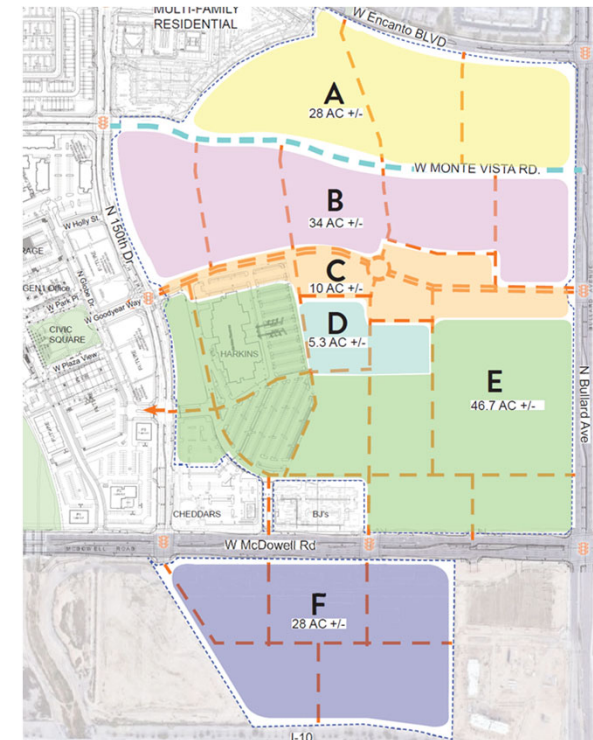 MULTI-FAMILY
RESIDENTIAL
W Encanto BLVD
A
28 AC +/-
W MONTE VISTA RD.
B
34 AC +/-
N 150th Dr.
W Holly St.
N Globe Dr
W Park Pl
W Goodyear Way
C
10 AC +/-
CIVIC
SQUARE
W Plaza View
HARKINS
D
5.3 AC +/-
E
46.7 AC +/-
N Bullard Ave
CHEDDARS
BJ's
W McDowell Rd
F
28 AC +/-
I-10